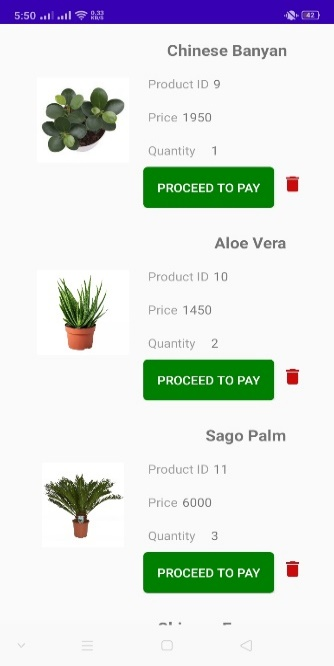 5:50 0.33 KB/S 42
Chinese Banyan
Product ID 9
Price 1950
Quantity 1
PROCEED TO PAY
Aloe Vera
Product ID 10
Price 1450
Quantity 2
PROCEED TO PAY
Sago Palm
Product ID 11
Price 6000
Quantity 3
PROCEED TO PAY